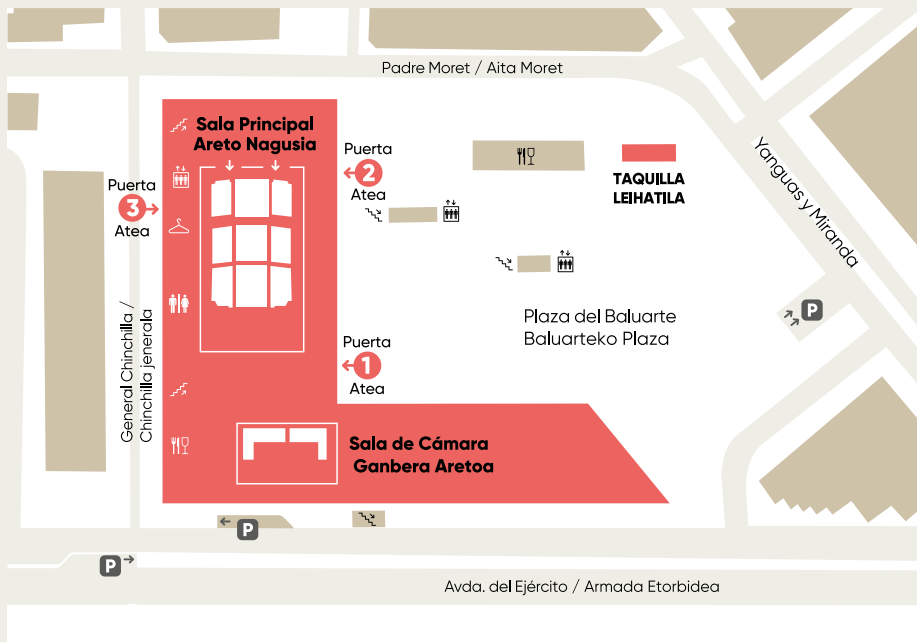 Padre Moret / Aita Moret
Sala Principal
Areto Nagusia
Puerta
2
Atea
TAQUILLA
LEIHATILA
Yanguas y Miranda
Puerta
3
Atea
Plaza del Baluarte
Baluarteko Plaza
P
General Chinchilla /
Chinchilla jenerala
Puerta
1
Atea
Sala de Cámara
Ganbera Aretoa
P
P
Avda. del Ejército / Armada Etorbidea